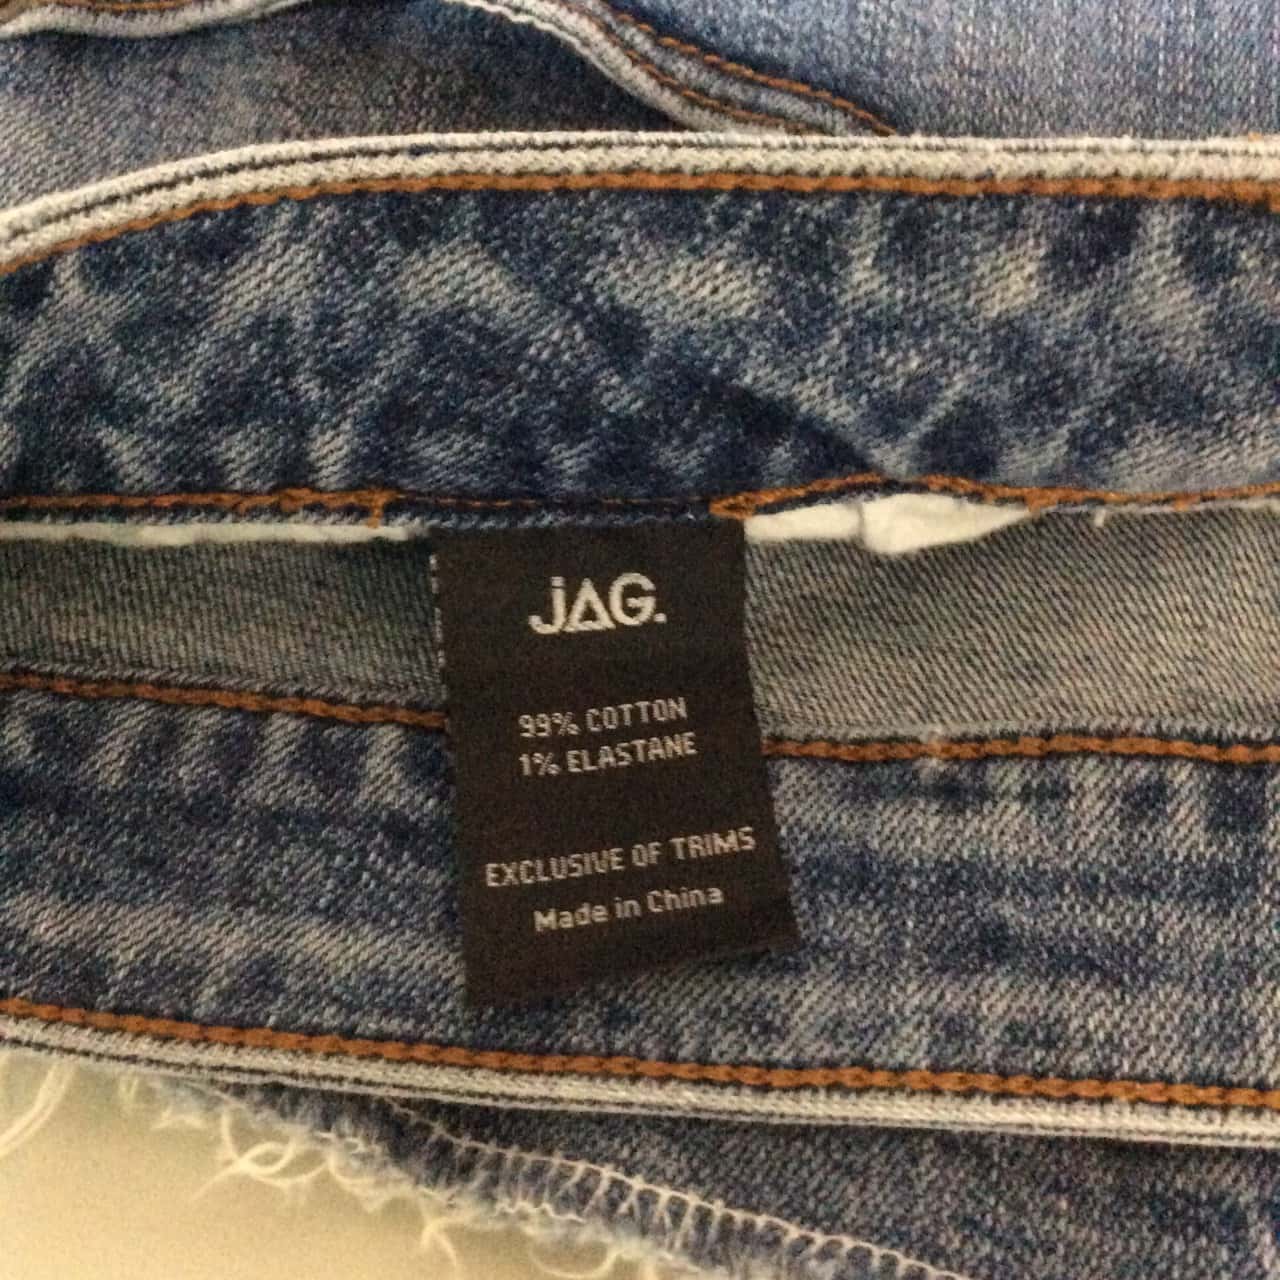 jAG.
99% COTTON
1% ELASTANE
EXCLUSIVE OF TRIMS
Made in China